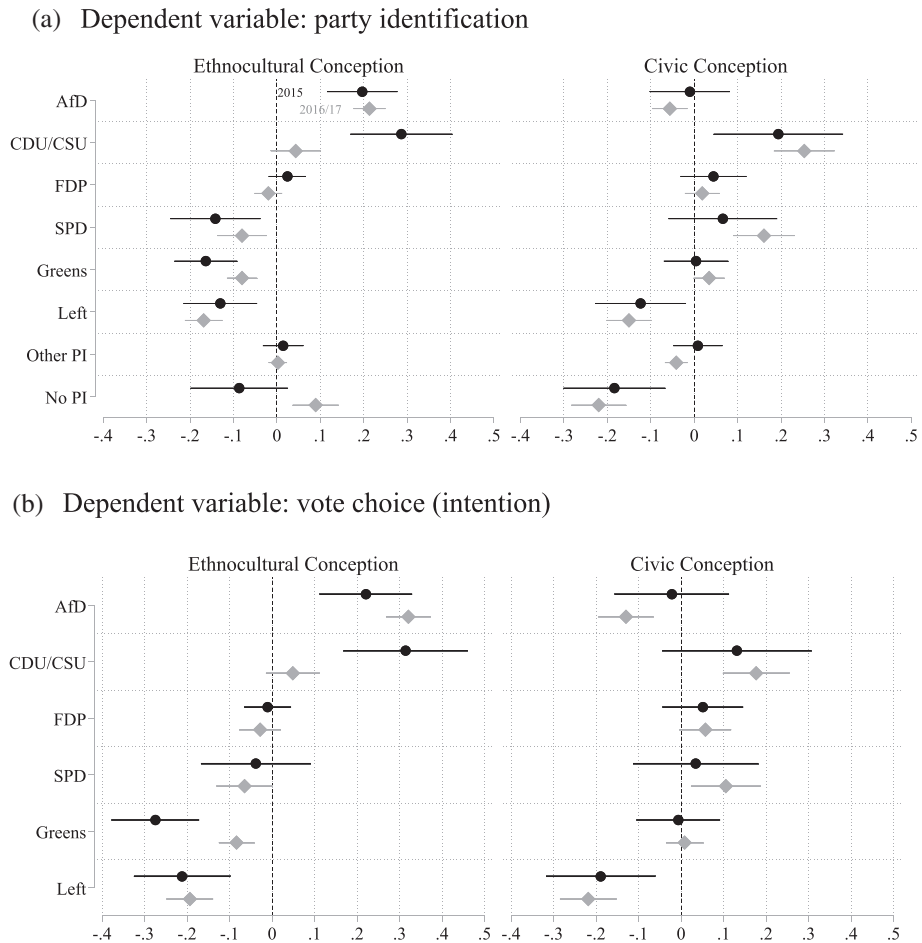 (a) Dependent variable: party identification
Ethnocultural Conception Civic Conception
AfD 2015
2016/17
CDU/CSU
FDP
SPD
Greens
Left
Other PI
No PI
-.4 -.3 -.2 -.1 0 .1 .2 .3 .4 .5 -.4 -.3 -.2 -.1 0 .1 .2 .3 .4 .5
(b) Dependent variable: vote choice (intention)
Ethnocultural Conception Civic Conception
AfD
CDU/CSU
FDP
SPD
Greens
Left
-.4 -.3 -.2 -.1 0 .1 .2 .3 .4 .5 -.4 -.3 -.2 -.1 0 .1 .2 .3 .4 .5